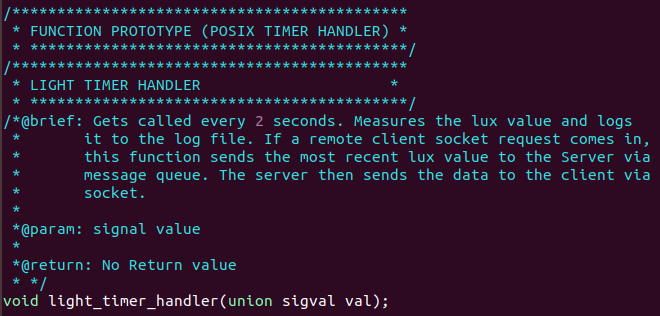 /********************************************
 * FUNCTION PROTOTYPE (POSIX TIMER HANDLER) *
 * ******************************************/
/********************************************
 * LIGHT TIMER HANDLER                     *
 * ******************************************/
/*@brief: Gets called every 2 seconds. Measures the lux value and logs
 *       it to the log file. If a remote client socket request comes in,
 *       this function sends the most recent lux value to the Server via
 *       message queue. The server then sends the data to the client via
 *       socket.
 *
 *@param: signal value
 *
 *@return: No Return value
 * */
void light_timer_handler(union sigval val);